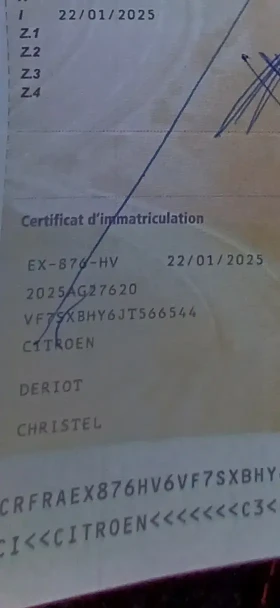 I 22/01/2025
Z.1
Z.2
Z.3
Z.4
Certificat d'immatriculation
EX-876-HV 22/01/2025
2025AG27620
VF7SXBHY6JT566544
CITROEN
DERIOT
CHRISTEL
CRFRAEX876HV6VF7SXBHY
CI<<CITROEN<<<<<<<C3<